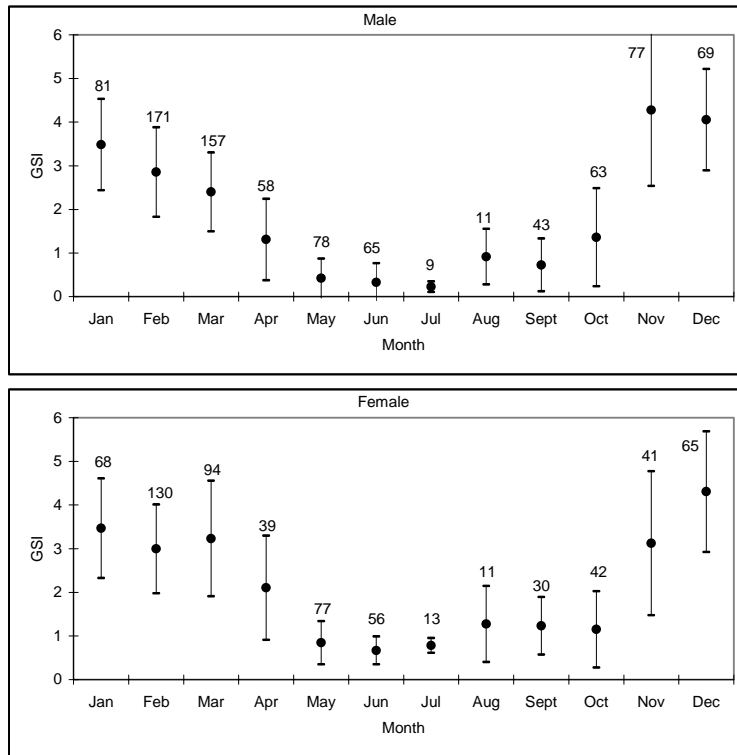 Male
6
5
4
3
2
1
0
GSI
81 171 157 58 78 65 9 11 43 63 77 69
Jan Feb Mar Apr May Jun Jul Aug Sept Oct Nov Dec
Month
Female
6
5
4
3
2
1
0
GSI
68 130 94 39 77 56 13 11 30 42 41 65
Jan Feb Mar Apr May Jun Jul Aug Sept Oct Nov Dec
Month